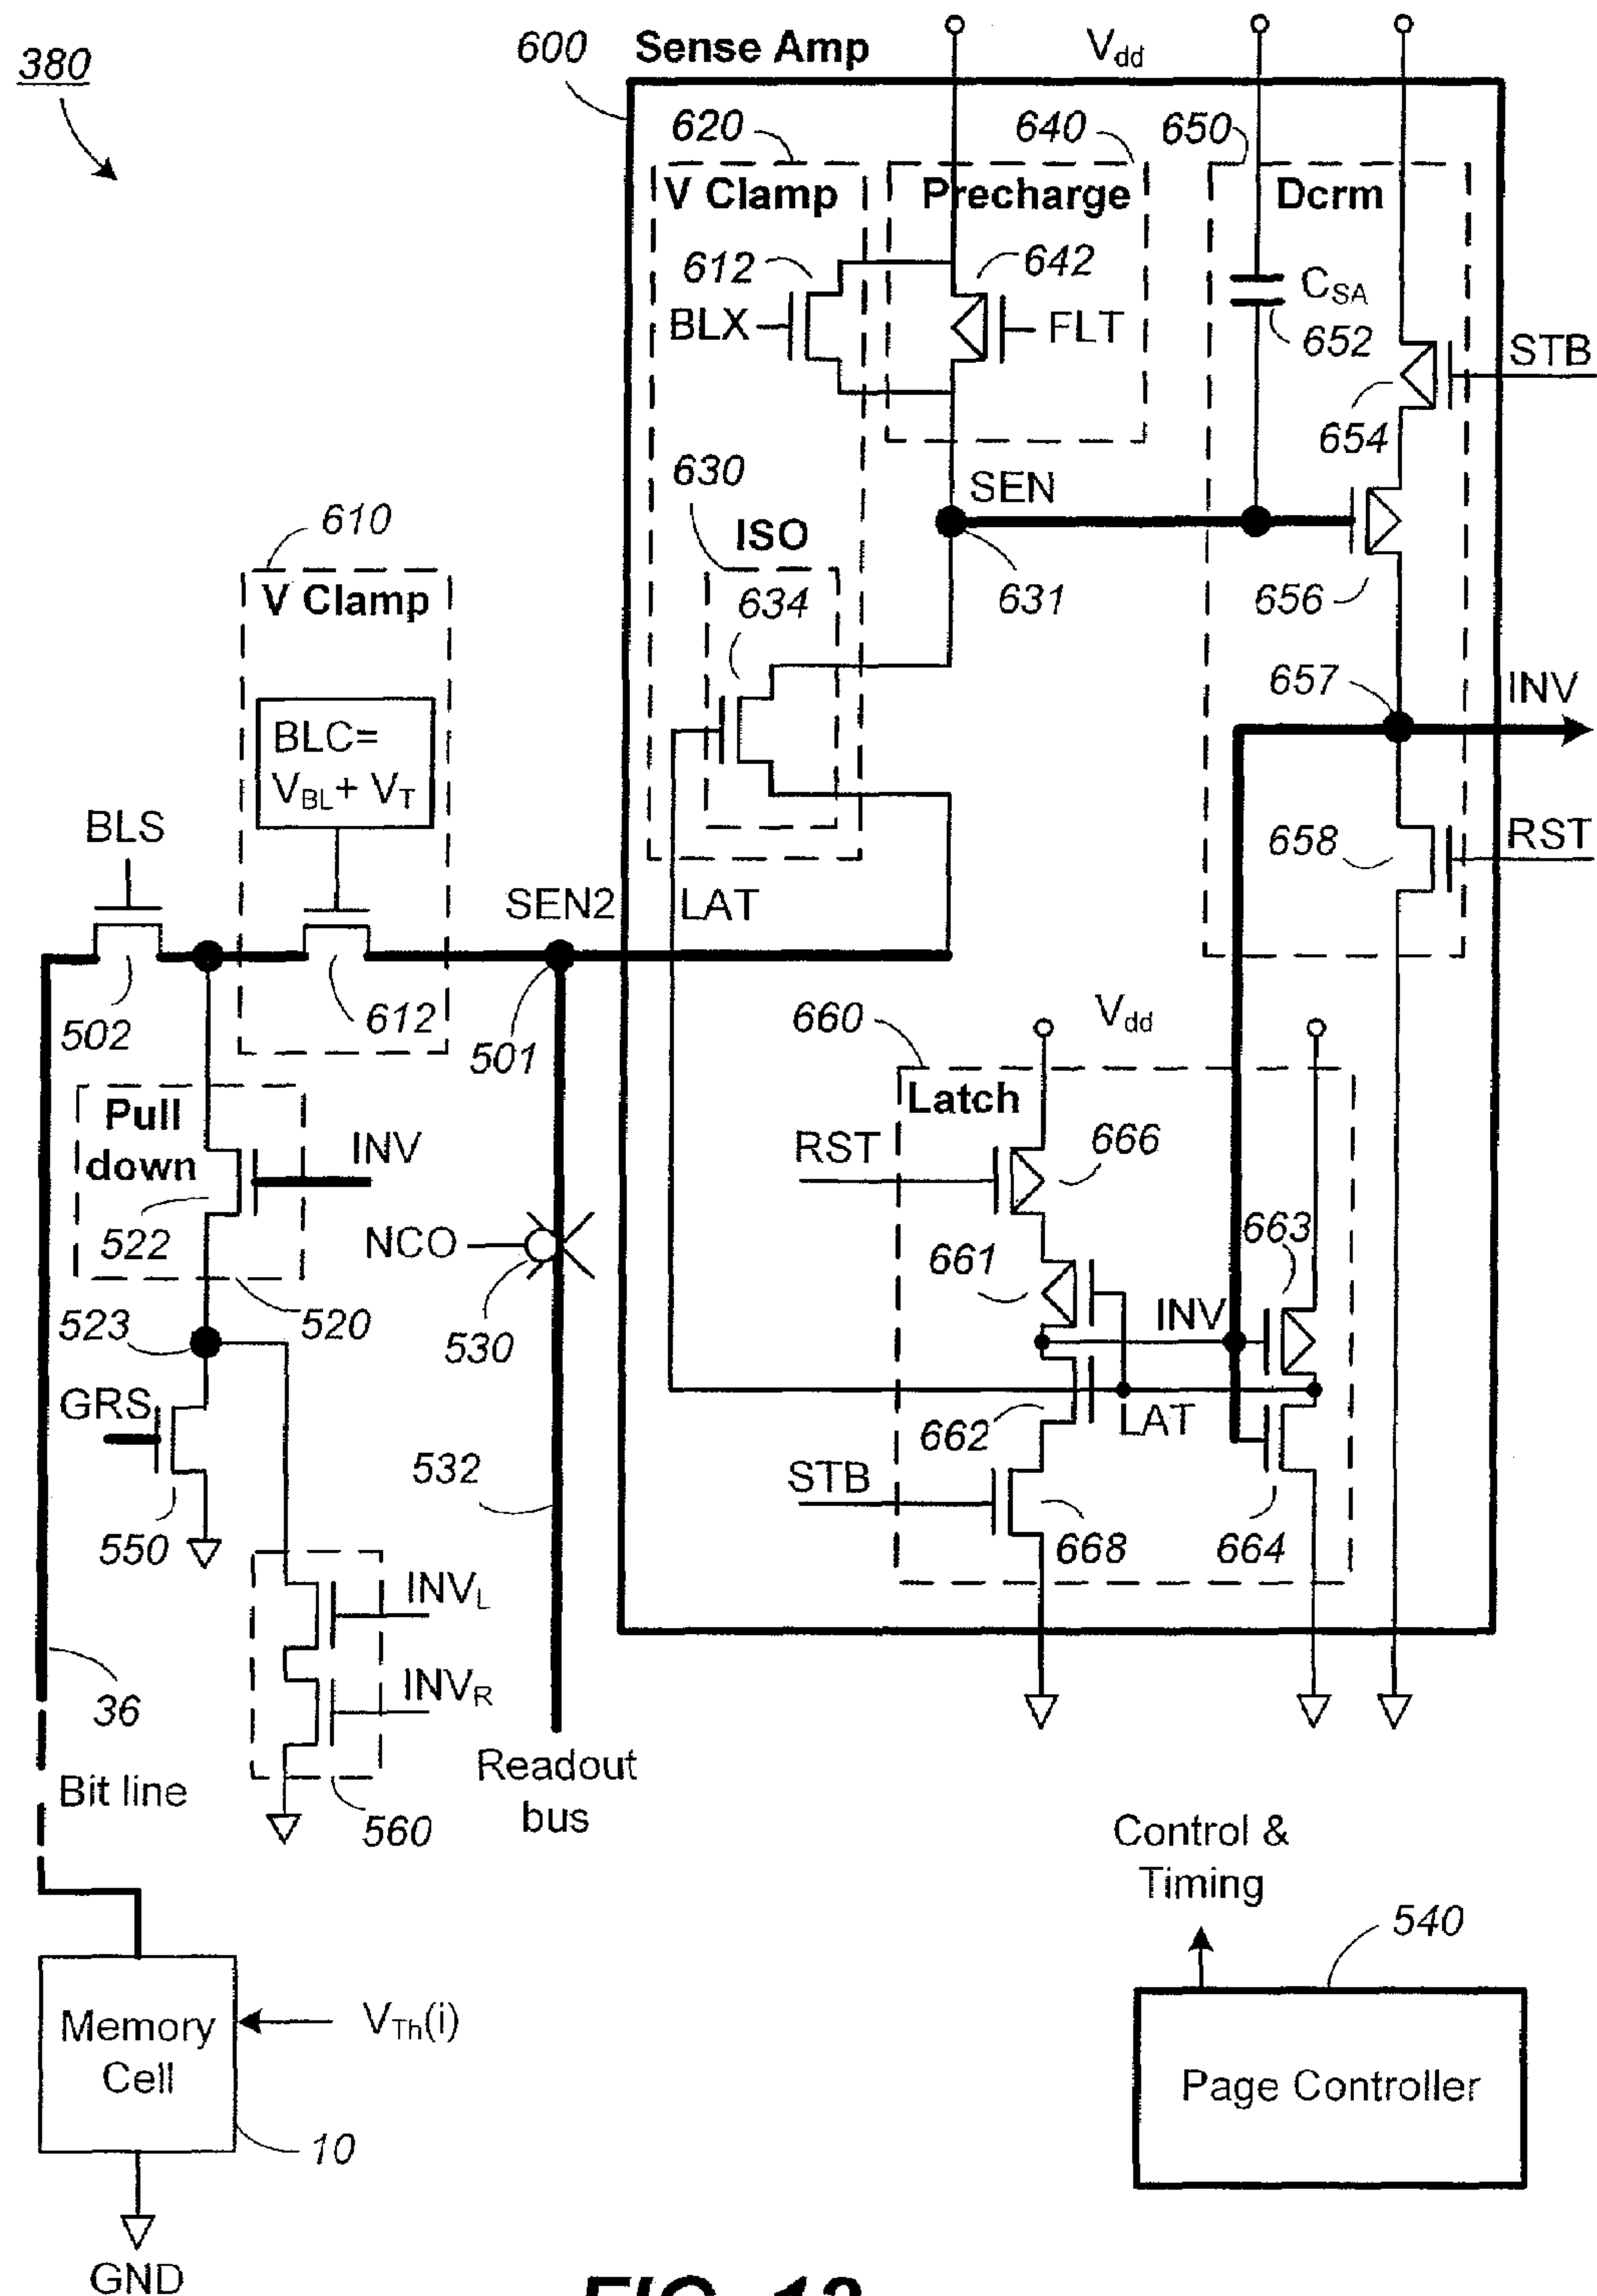 380
600
Sense Amp
Vdd
620
640
650
V Clamp
Precharge
Dcrm
612
BLX
642
FLT
CSA
652
STB
654
630
SEN
ISO
634
631
656
610
V Clamp
BLC=
VBL+ VT
657
INV
BLS
658
RST
SEN2
LAT
502
612
501
660
Vdd
Pull
down
INV
Latch
RST
666
522
NCO
661
663
INV
523
520
530
GRS
662
LAT
532
STB
550
668
664
INVL
INVR
36
Readout
bus
Bit line
560
Control &
Timing
540
Memory
Cell
VTh(i)
Page Controller
10
GND